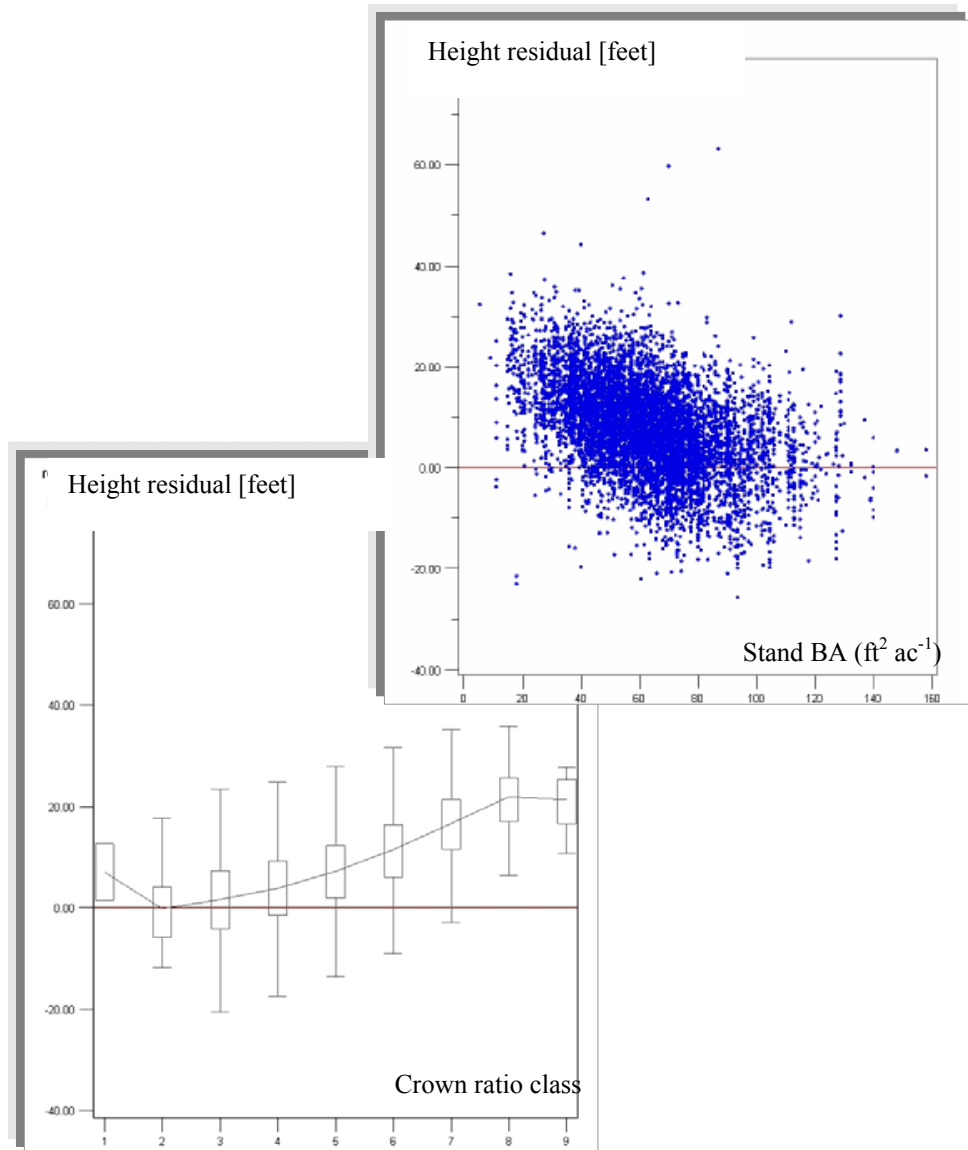 Height residual [feet]
60.00
40.00
20.00
0.00
-20.00
-40.00
Stand BA (ft² ac⁻¹)
0 20 40 60 80 100 120 140 160
Height residual [feet]
60.00
40.00
20.00
0.00
-20.00
-40.00
Crown ratio class
1 2 3 4 5 6 7 8 9